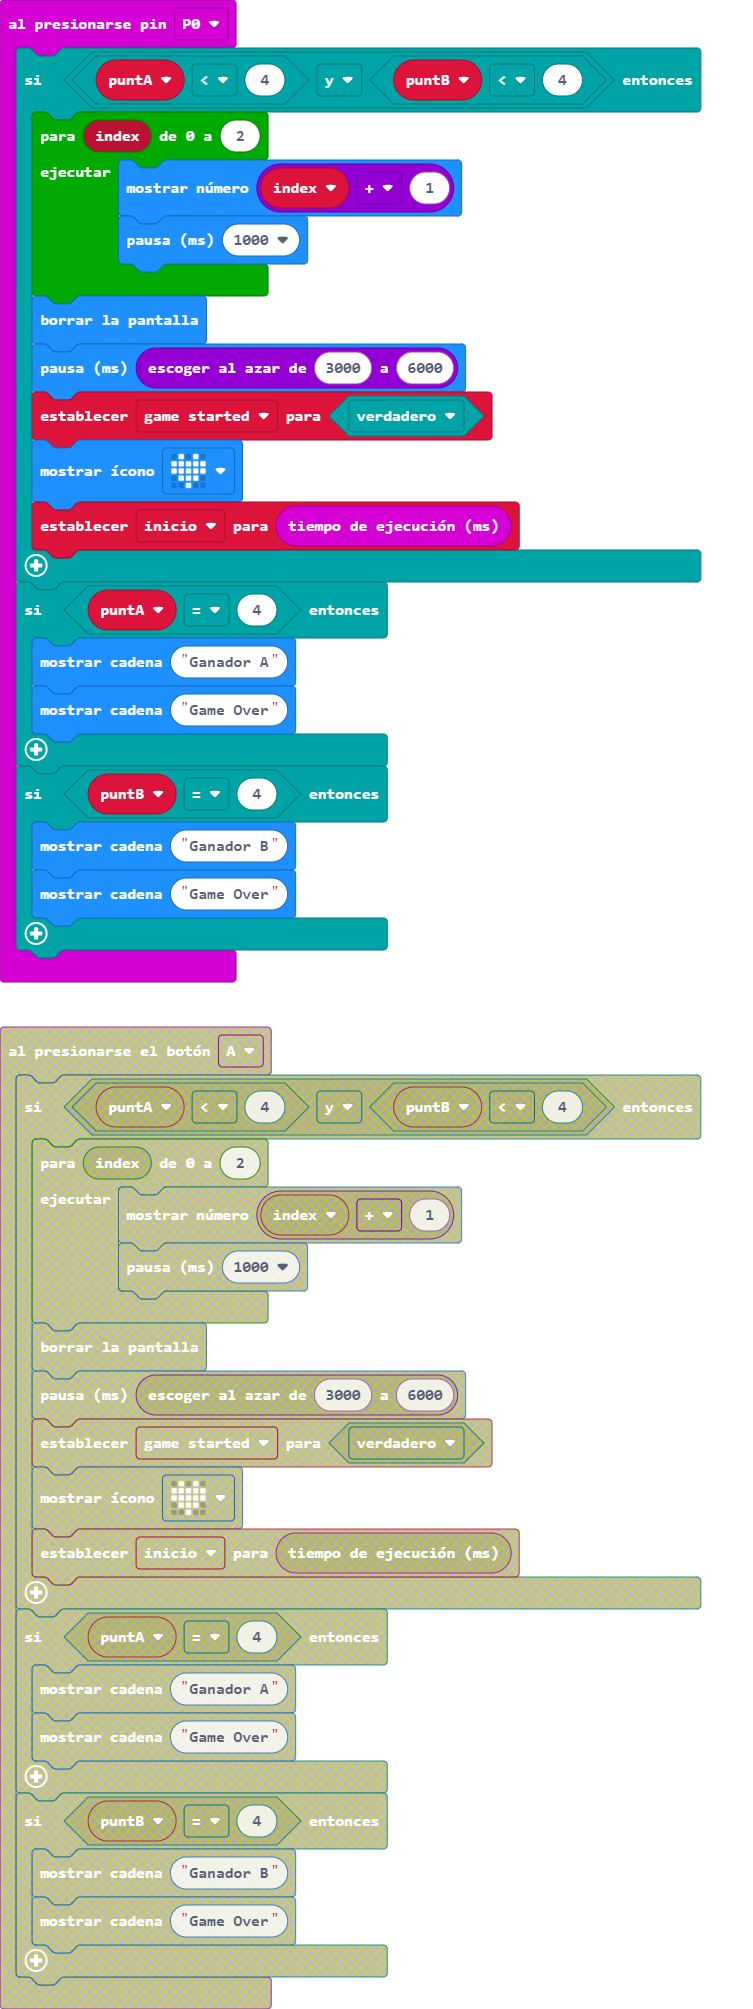 al presionarse pin P0
si puntA < 4 y puntB < 4 entonces
para index de 0 a 2
ejecutar
mostrar número index + 1
pausa (ms) 1000
borrar la pantalla
pausa (ms) escoger al azar de 3000 a 6000
establecer game started para verdadero
mostrar ícono
establecer inicio para tiempo de ejecución (ms)
si puntA = 4 entonces
mostrar cadena "Ganador A"
mostrar cadena "Game Over"
si puntB = 4 entonces
mostrar cadena "Ganador B"
mostrar cadena "Game Over"
al presionarse el botón A
si puntA < 4 y puntB < 4 entonces
para index de 0 a 2
ejecutar
mostrar número index + 1
pausa (ms) 1000
borrar la pantalla
pausa (ms) escoger al azar de 3000 a 6000
establecer game started para verdadero
mostrar ícono
establecer inicio para tiempo de ejecución (ms)
si puntA = 4 entonces
mostrar cadena "Ganador A"
mostrar cadena "Game Over"
si puntB = 4 entonces
mostrar cadena "Ganador B"
mostrar cadena "Game Over"